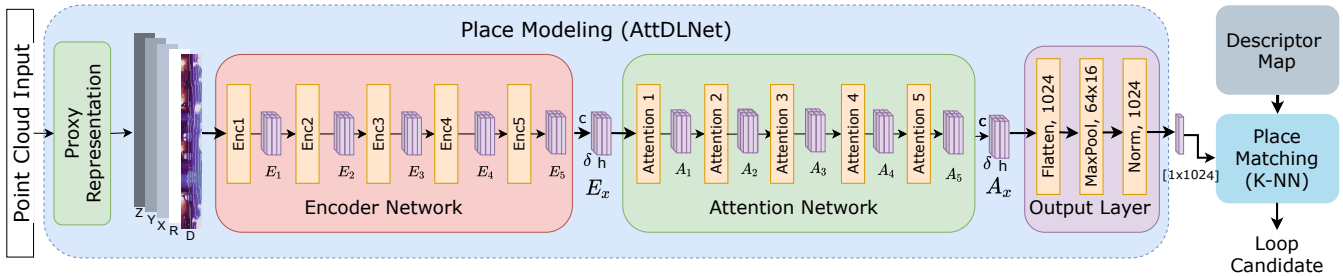 Place Modeling (AttDLNet)
Point Cloud Input
Proxy
Representation
Z
Y
X
R
D
Enc1
E1
Enc2
E2
Enc3
E3
Enc4
E4
Enc5
E5
Encoder Network
c
δ h
Ex
Attention 1
A1
Attention 2
A2
Attention 3
A3
Attention 4
A4
Attention 5
A5
Attention Network
c
δ h
Ax
Flatten, 1024
MaxPool, 64x16
Norm, 1024
Output Layer
[1x1024]
Descriptor
Map
Place
Matching
(K-NN)
Loop
Candidate